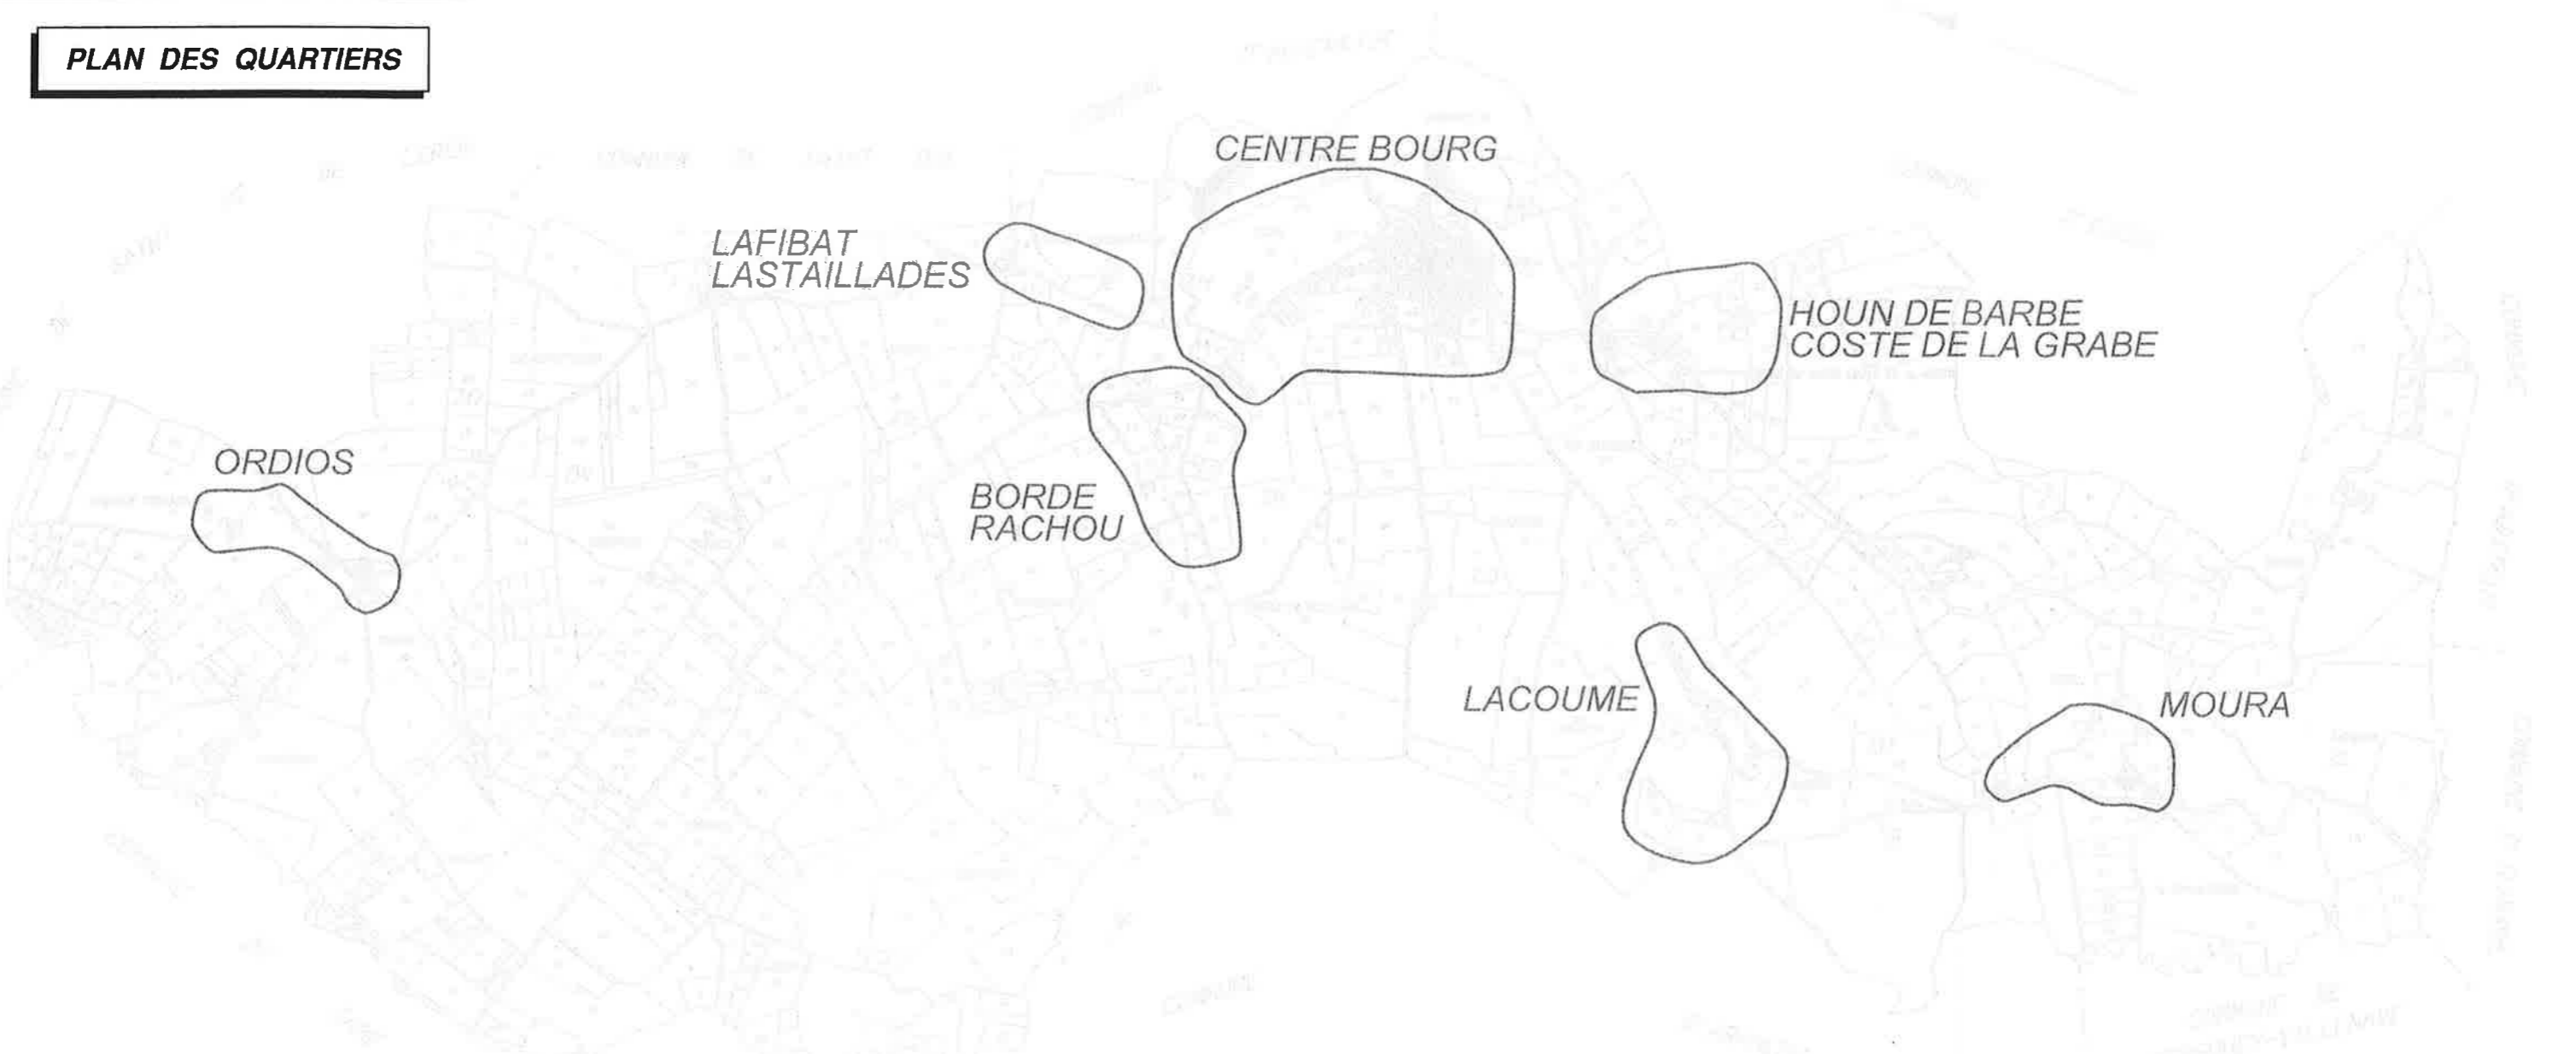 PLAN DES QUARTIERS
CENTRE BOURG
LAFIBAT
LASTAILLADES
HOUN DE BARBE
COSTE DE LA GRABE
ORDIOS
BORDE
RACHOU
LACOUME
MOURA